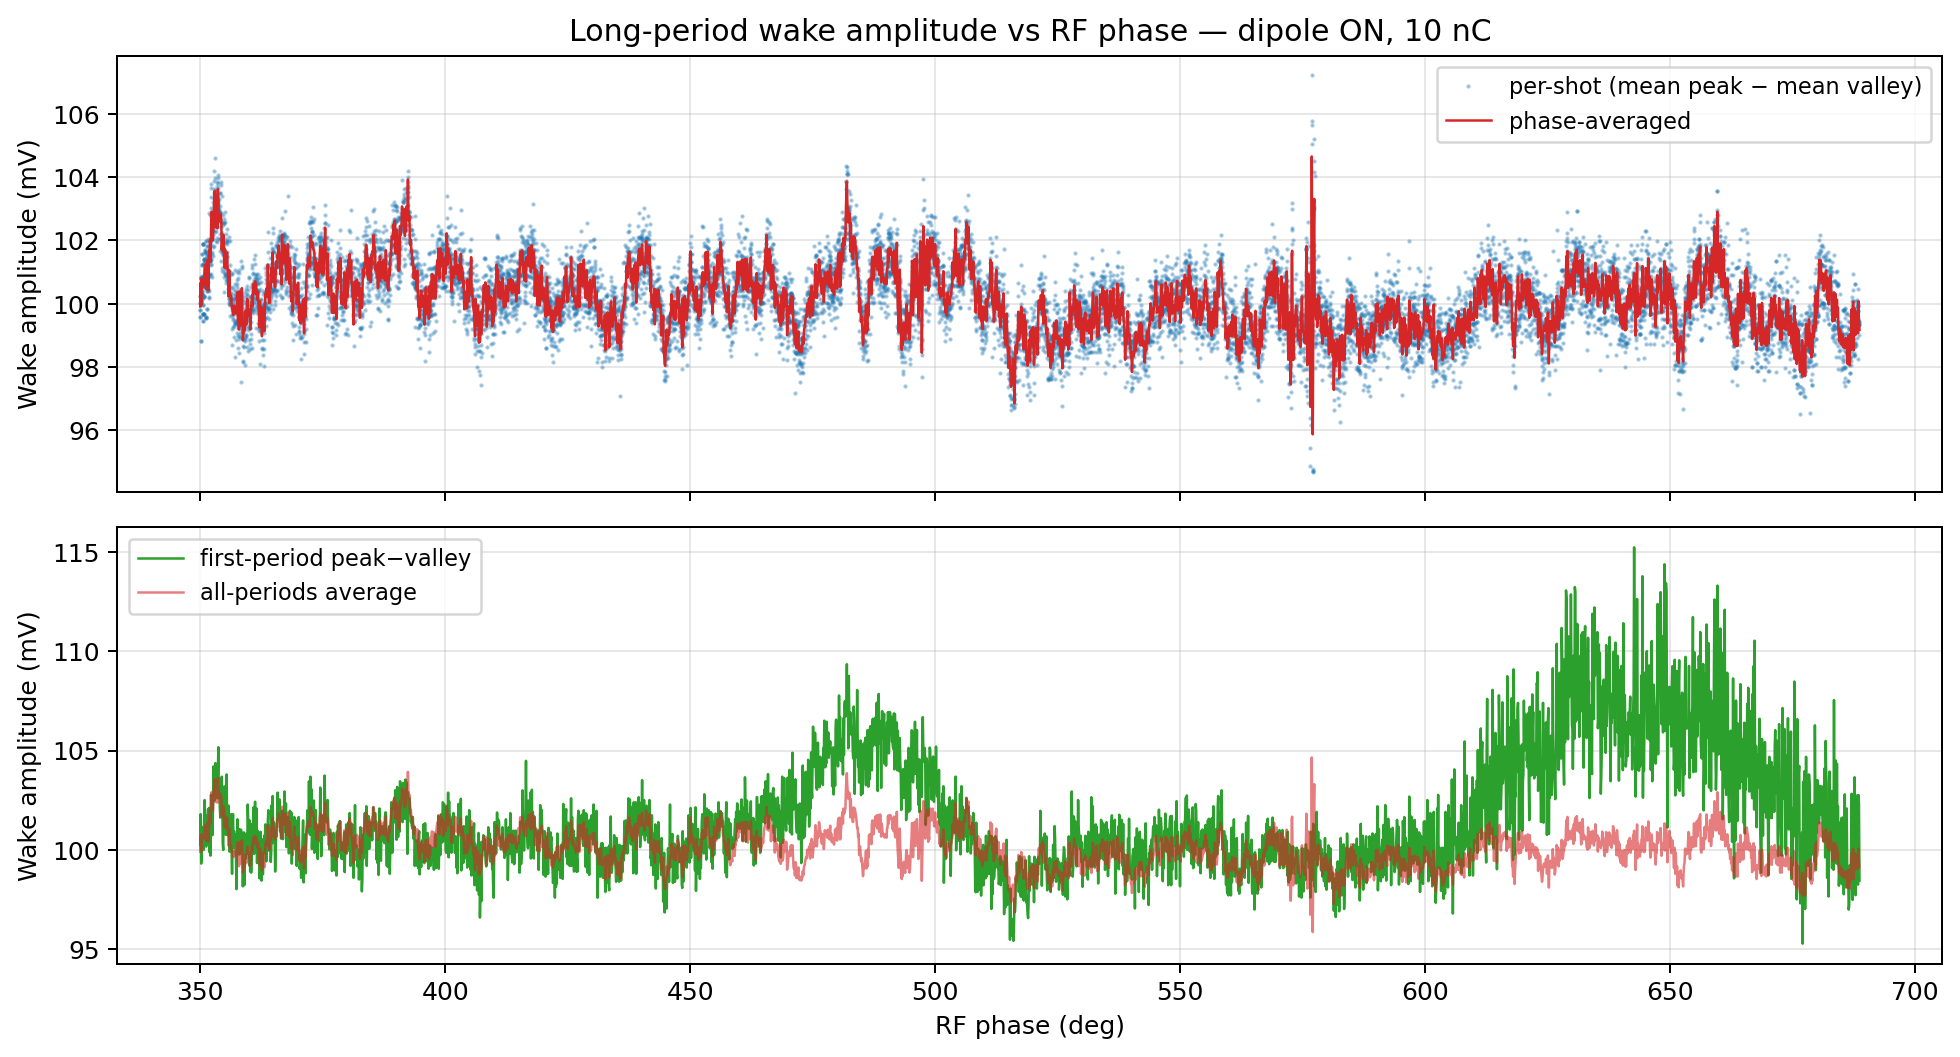 Long-period wake amplitude vs RF phase — dipole ON, 10 nC
Wake amplitude (mV)
106
104
102
100
98
96
per-shot (mean peak − mean valley)
phase-averaged
Wake amplitude (mV)
115
110
105
100
95
first-period peak−valley
all-periods average
350
400
450
500
550
600
650
700
RF phase (deg)